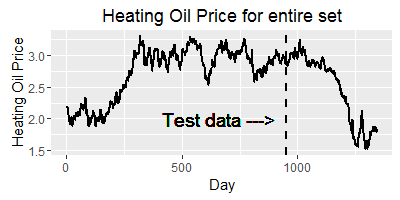 Heating Oil Price for entire set
Heating Oil Price
3.0
2.5
2.0
1.5
Test data --->
0
500
1000
Day